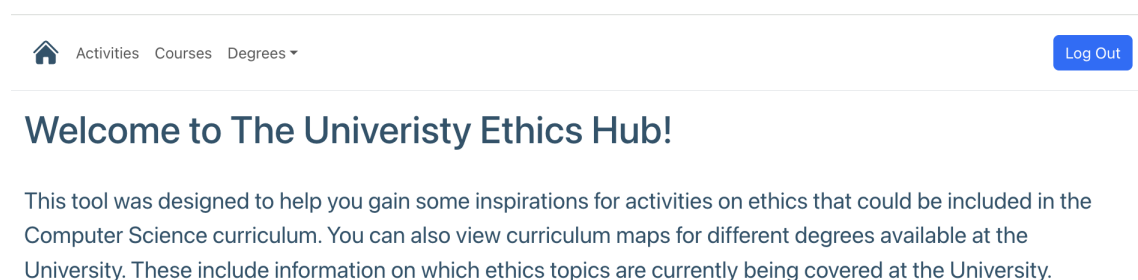 Activities Courses Degrees Log Out
Welcome to The Univeristy Ethics Hub!
This tool was designed to help you gain some inspirations for activities on ethics that could be included in the
Computer Science curriculum. You can also view curriculum maps for different degrees available at the
University. These include information on which ethics topics are currently being covered at the University.